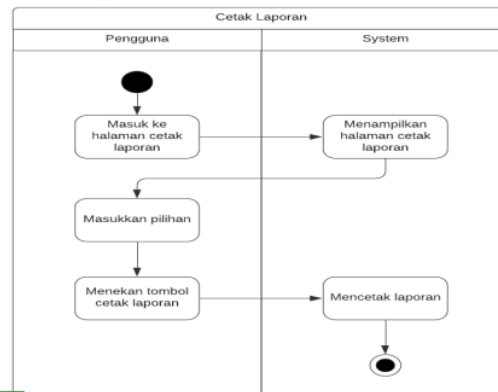 Cetak Laporan
Pengguna
System
Masuk ke
halaman cetak
laporan
Menampilkan
halaman cetak
laporan
Masukkan pilihan
Menekan tombol
cetak laporan
Mencetak laporan